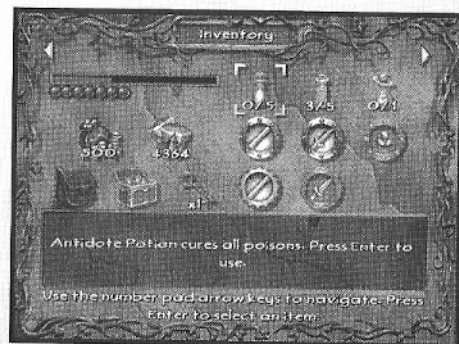 Inventory
0/5 3/5 0/1
500 4364
x1
Antidote Potion cures all poisons. Press Enter to
use.
Use the number pad arrow keys to navigate. Press
Enter to select an item.